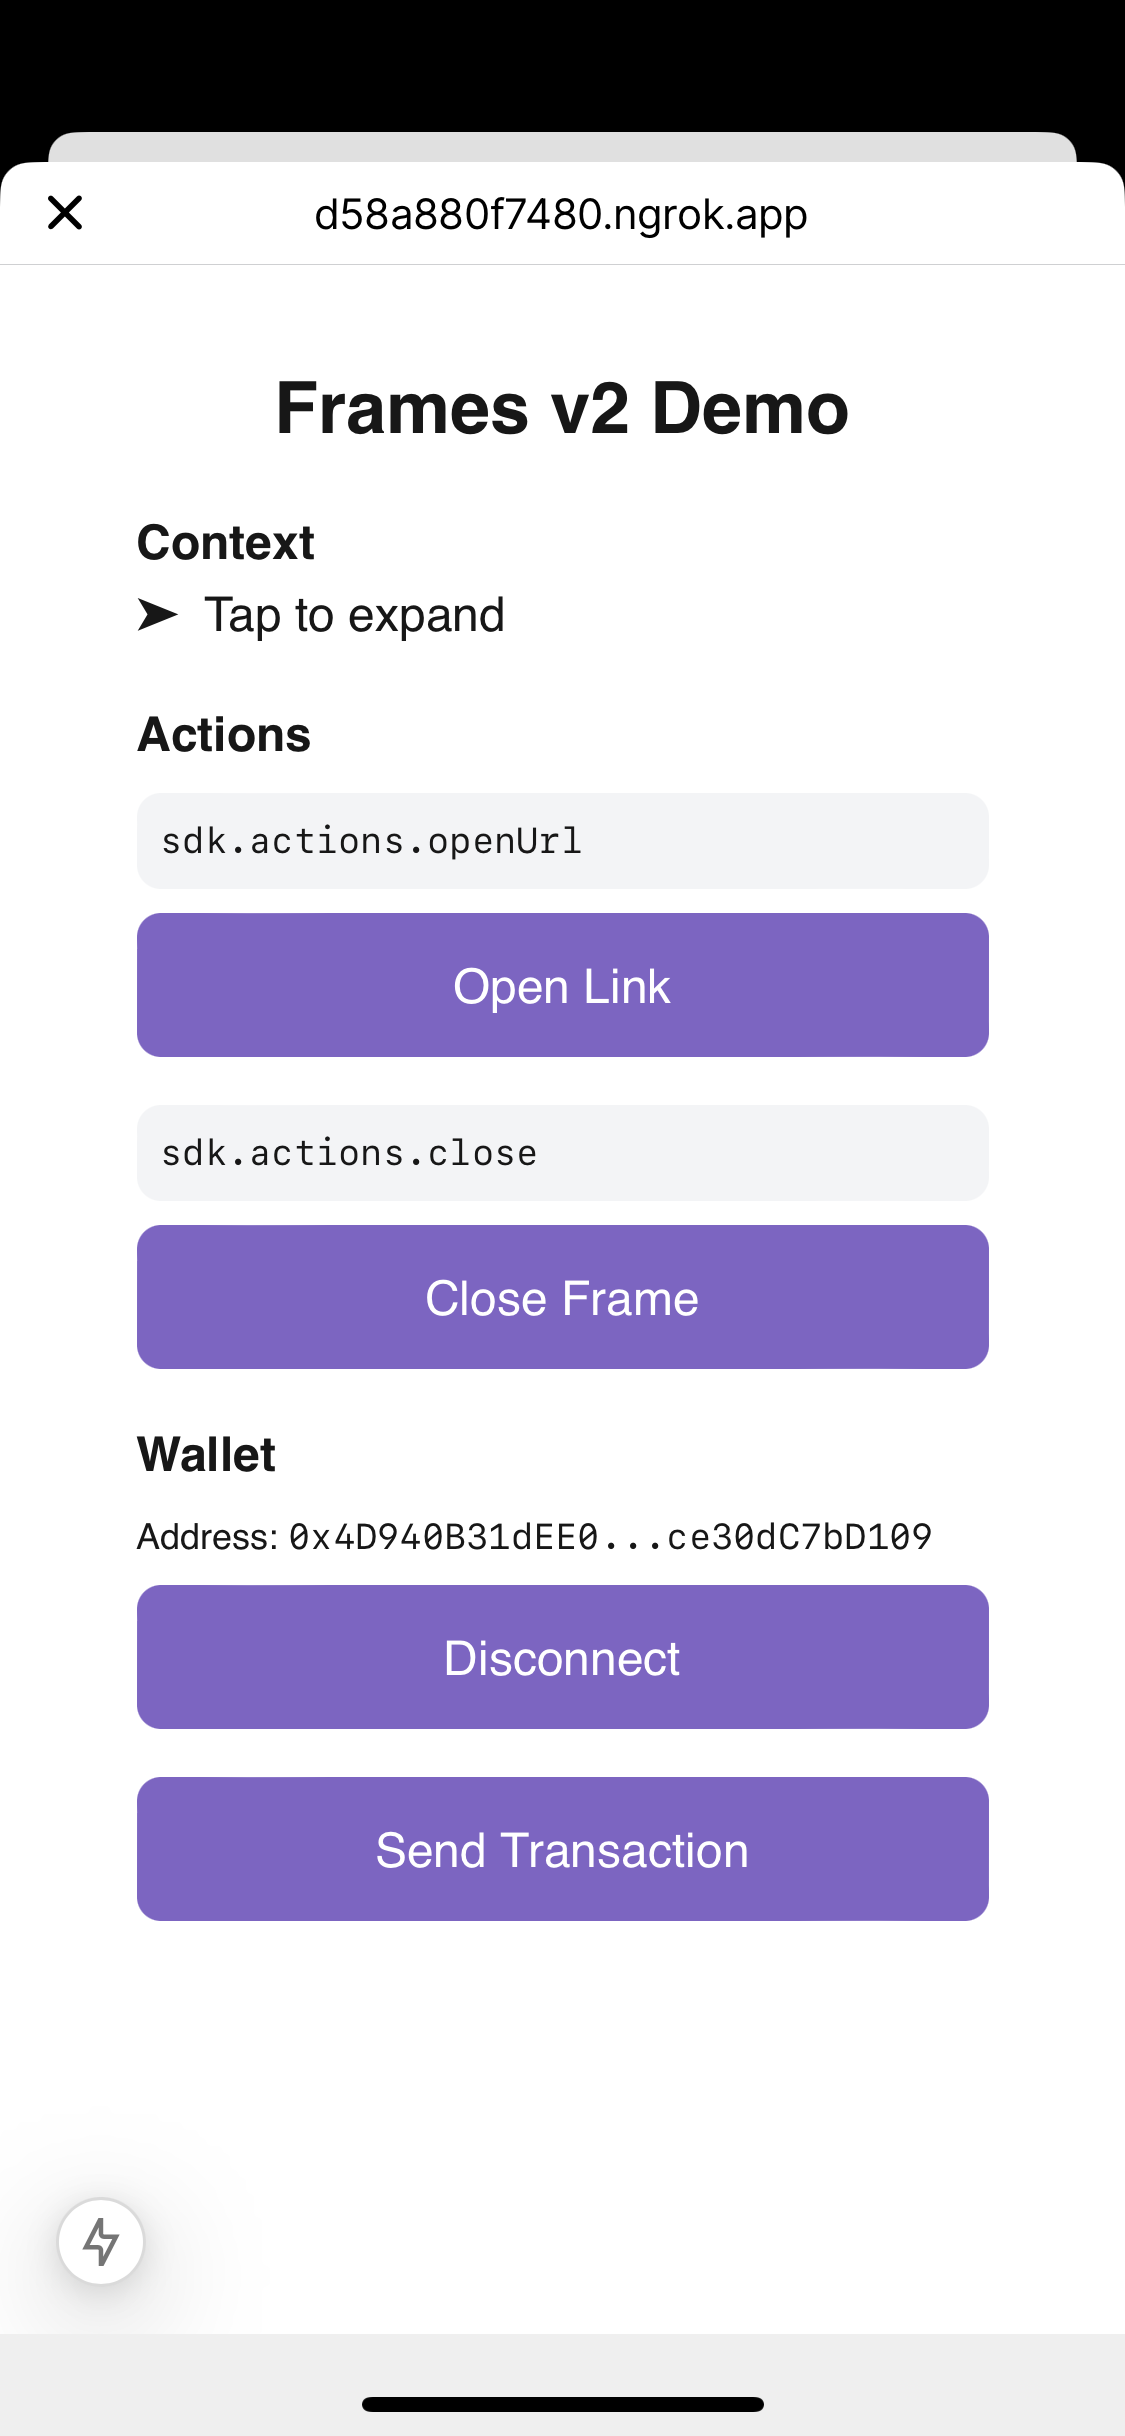 d58a880f7480.ngrok.app
Frames v2 Demo
Context
➤ Tap to expand
Actions
sdk.actions.openUrl
Open Link
sdk.actions.close
Close Frame
Wallet
Address: 0x4D940B31dEE0...ce30dC7bD109
Disconnect
Send Transaction